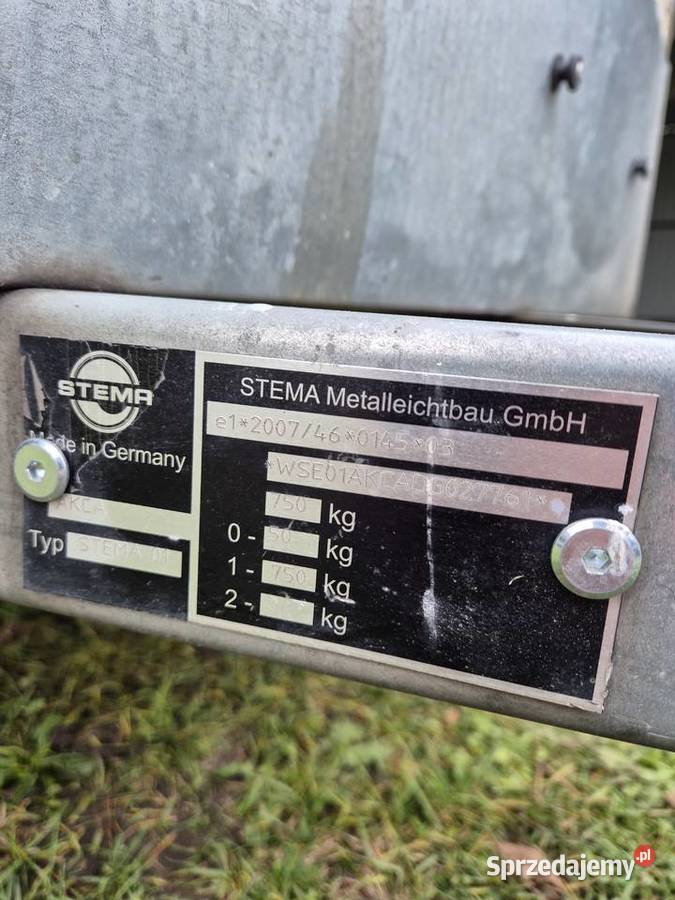 STEMA
Made in Germany
AKCA
Typ STEMA 01
STEMA Metalleichtbau GmbH
e1*2007/46*0145*03
750 kg
0 - 50 kg
1 - 750 kg
2 - kg
Sprzedajemy.pl